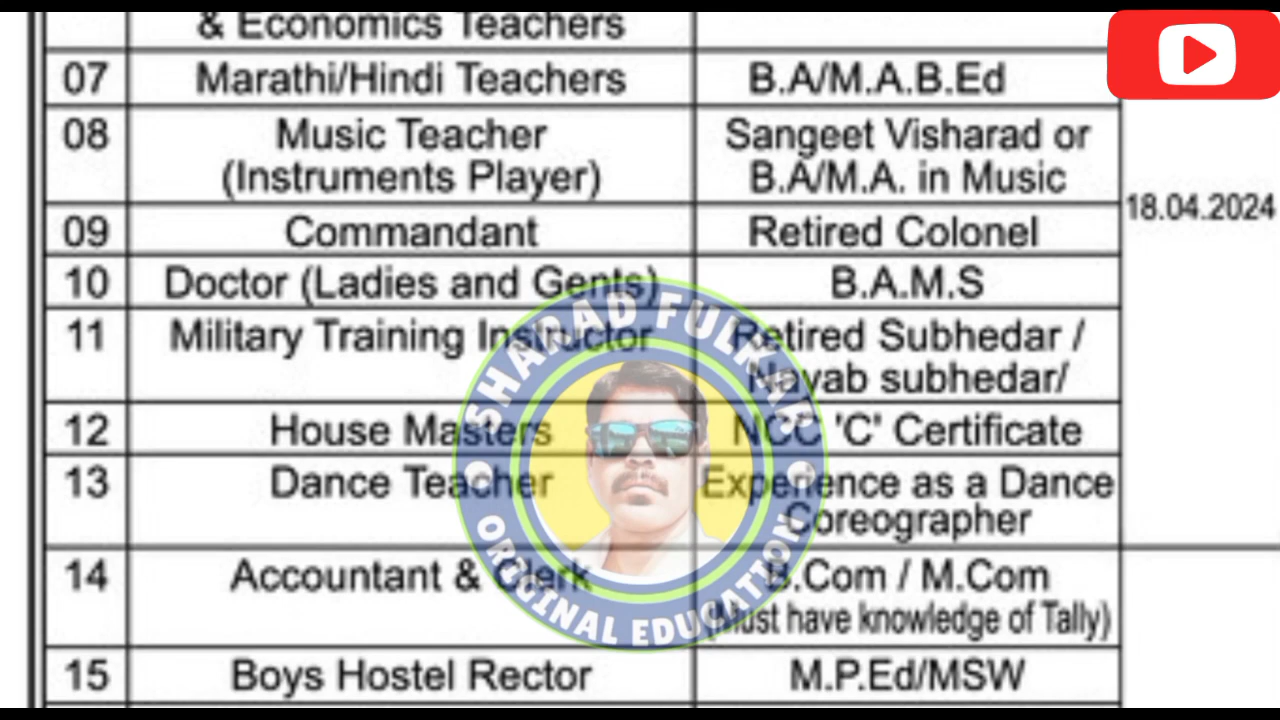 & Economics Teachers
07 Marathi/Hindi Teachers B.A/M.A.B.Ed
08 Music Teacher Sangeet Visharad or
(Instruments Player) B.A/M.A. in Music
18.04.2024
09 Commandant Retired Colonel
10 Doctor (Ladies and Gents) B.A.M.S
11 Military Training Instructor Retired Subhedar /
Nayab subhedar/
12 House Masters NCC 'C' Certificate
13 Dance Teacher Experience as a Dance
Coreographer
14 Accountant & Clerk B.Com / M.Com
(Must have knowledge of Tally)
15 Boys Hostel Rector M.P.Ed/MSW
SHARAD FULKAR
ORIGINAL EDUCATION